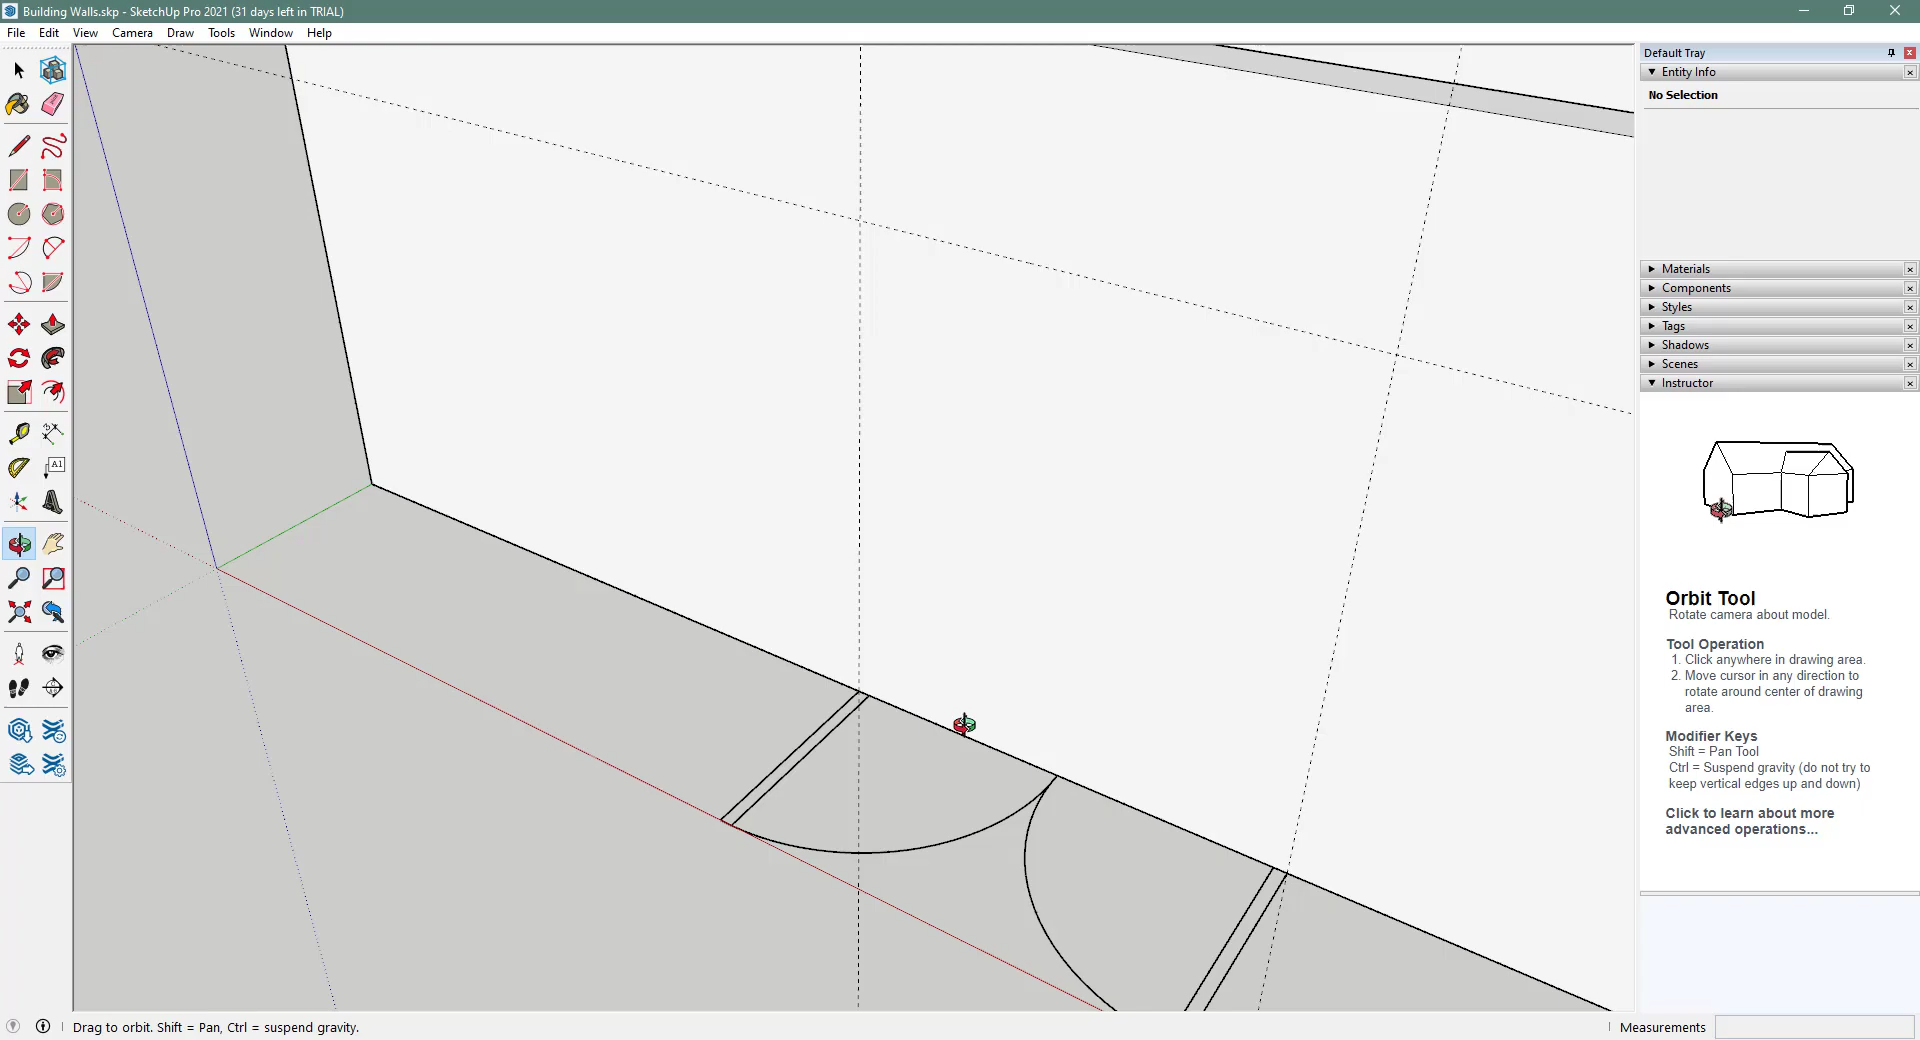 Building Walls.skp - SketchUp Pro 2021 (31 days left in TRIAL)
File Edit View Camera Draw Tools Window Help
Default Tray
Entity Info
No Selection
Materials
Components
Styles
Tags
Shadows
Scenes
Instructor
A1
Orbit Tool
Rotate camera about model.
Tool Operation
1. Click anywhere in drawing area.
2. Move cursor in any direction to
rotate around center of drawing
area.
Modifier Keys
Shift = Pan Tool
Ctrl = Suspend gravity (do not try to
keep vertical edges up and down)
Click to learn about more
advanced operations...
Drag to orbit. Shift = Pan, Ctrl = suspend gravity.
Measurements